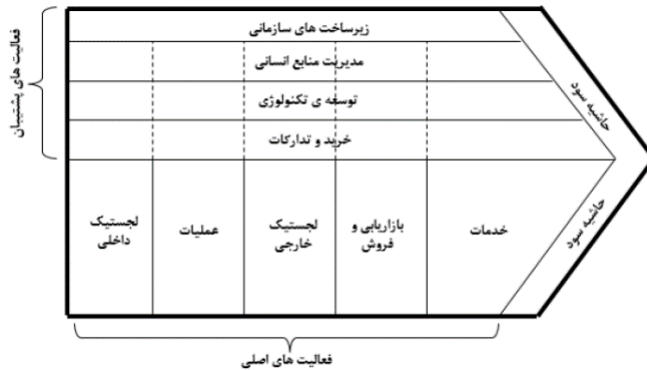 زیرساخت های سازمانی
مدیریت منابع انسانی
توسعه ی تکنولوژی
خرید و تدارکات
فعالیت های پشتیبان
حاشیه سود
حاشیه سود
لجستیک
داخلی
عملیات
لجستیک
خارجی
بازاریابی و
فروش
خدمات
فعالیت های اصلی